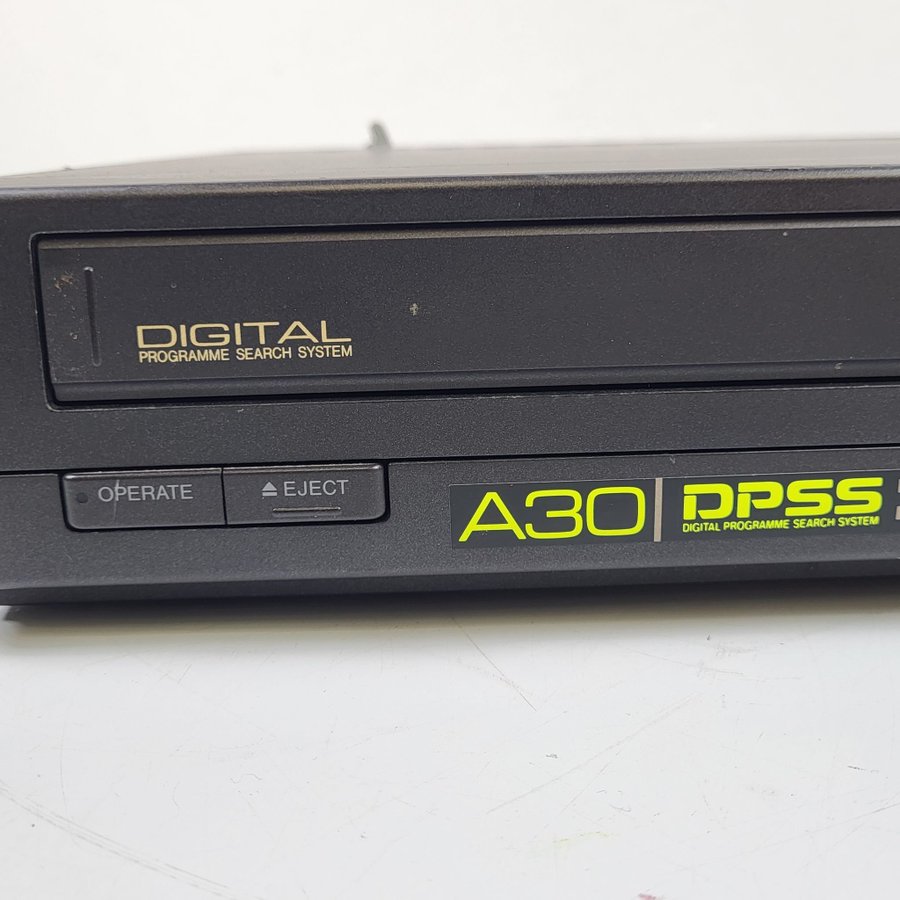 DIGITAL
PROGRAMME SEARCH SYSTEM
OPERATE
EJECT
A30
DPSS
DIGITAL PROGRAMME SEARCH SYSTEM